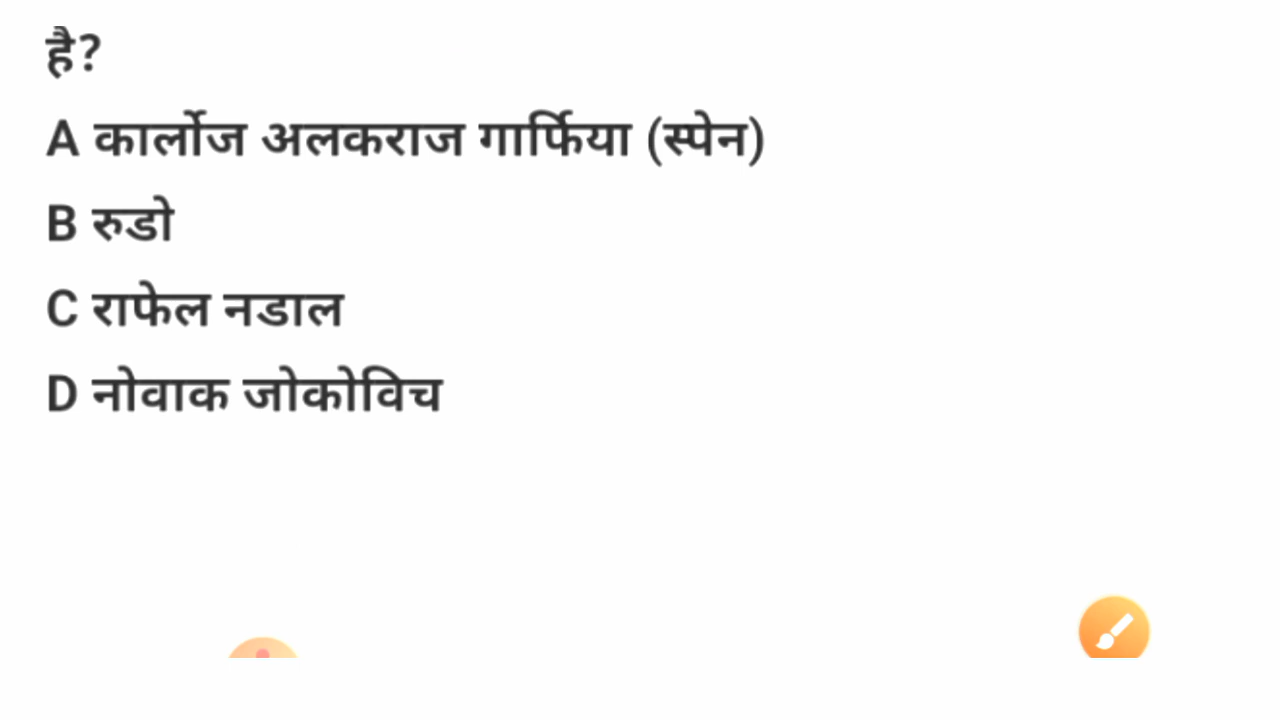 है?
A कार्लोज अलकराज गार्फिया (स्पेन)
B रुडो
C राफेल नडाल
D नोवाक जोकोविच